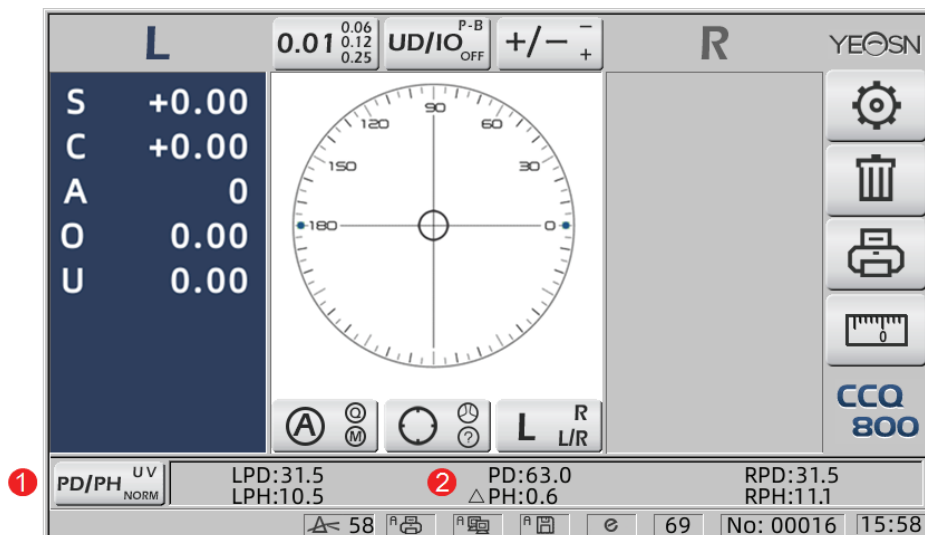 L
0.01 0.06 0.12 0.25
UD/IO P-B OFF
+/− − +
R
YEOSN
S +0.00
C +0.00
A 0
O 0.00
U 0.00
90
120 60
150 30
180 0
0
A Q M
?
L R L/R
CCQ 800
1
PD/PH UV NORM
LPD:31.5
LPH:10.5
2
PD:63.0
△PH:0.6
RPD:31.5
RPH:11.1
A 58 A A A e 69 No: 00016 15:58